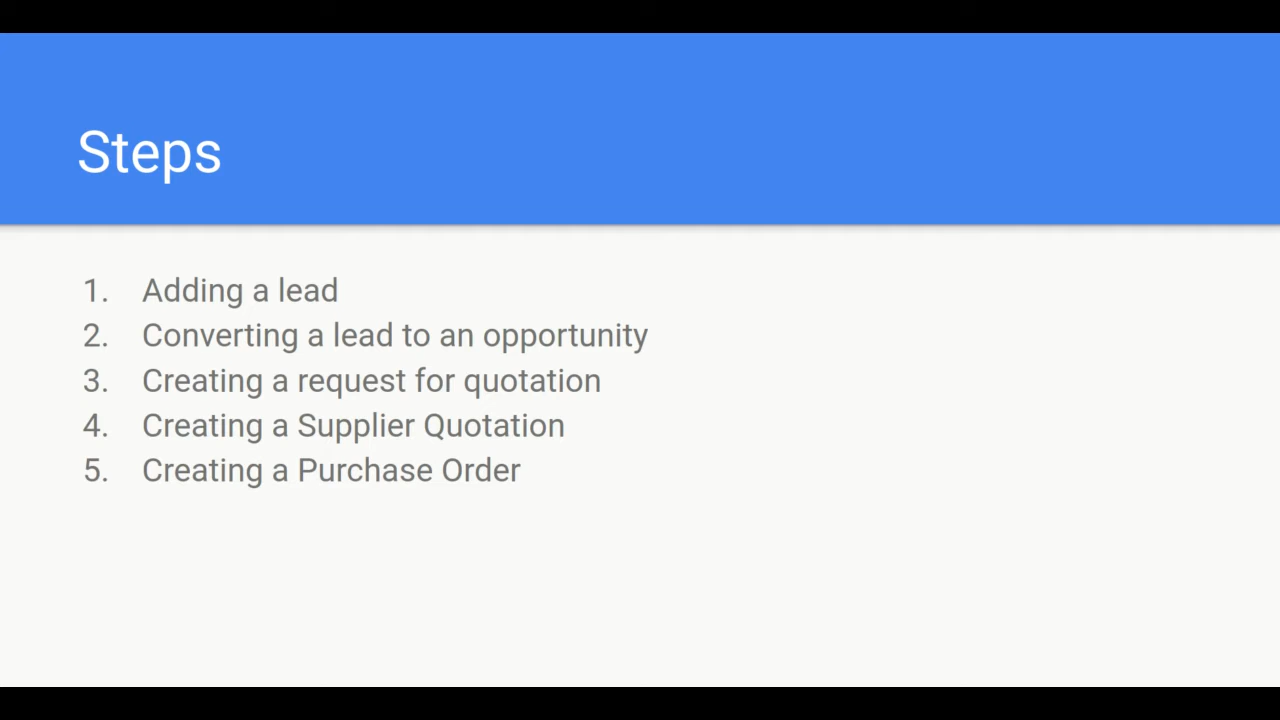 Steps
1. Adding a lead
2. Converting a lead to an opportunity
3. Creating a request for quotation
4. Creating a Supplier Quotation
5. Creating a Purchase Order